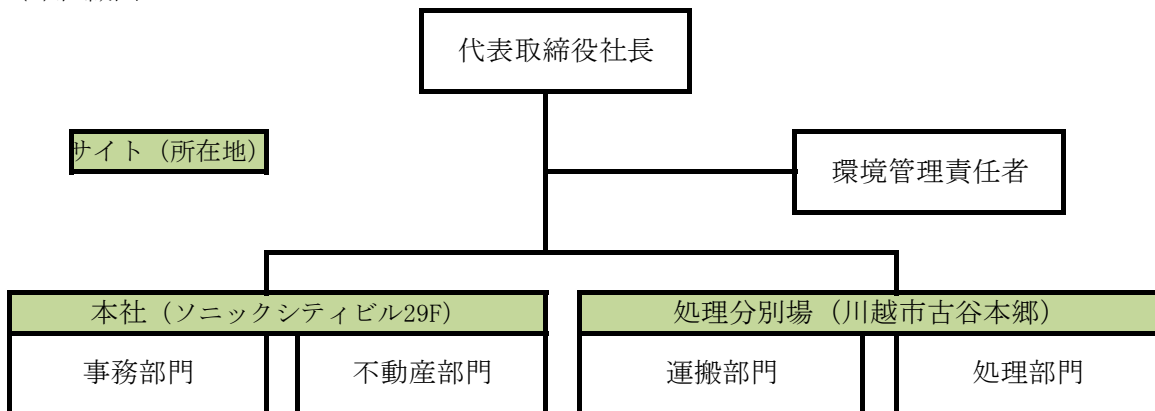 代表取締役社長
サイト（所在地）
環境管理責任者
本社（ソニックシティビル29F）
処理分別場（川越市古谷本郷）
事務部門
不動産部門
運搬部門
処理部門